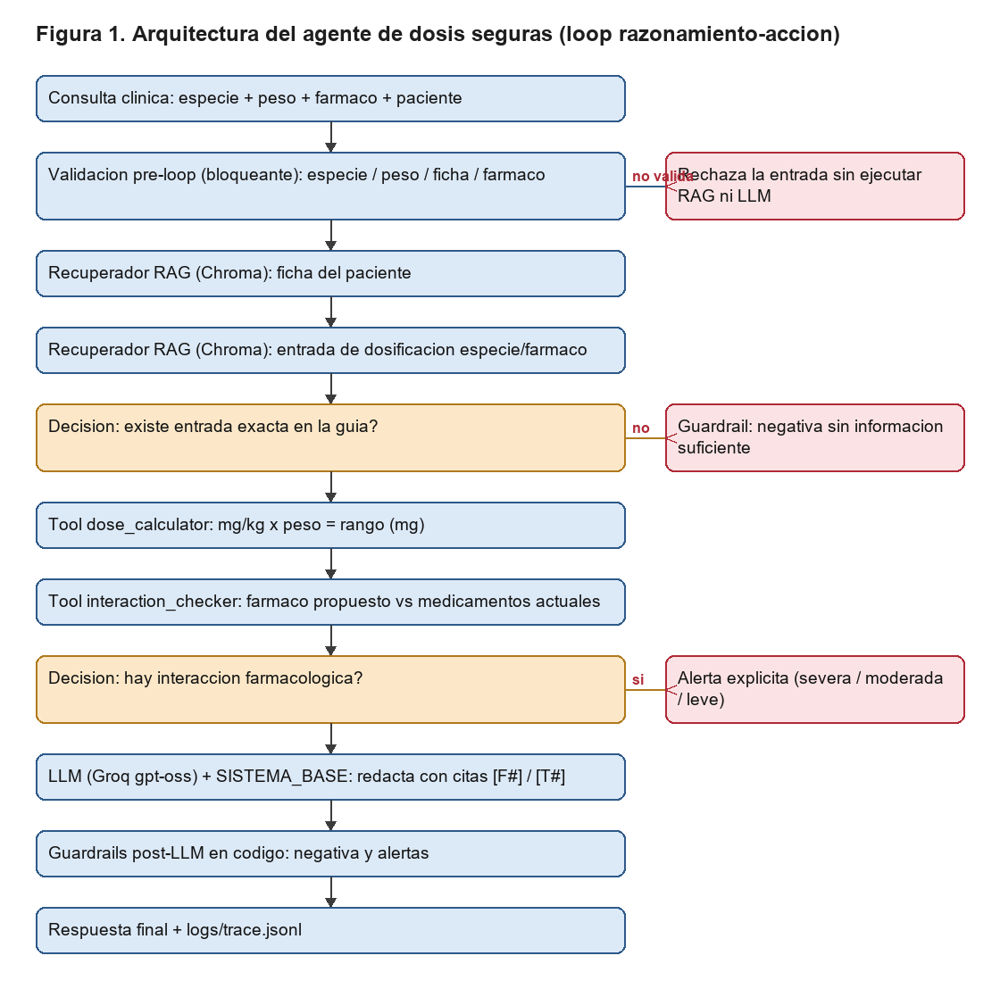 Figura 1. Arquitectura del agente de dosis seguras (loop razonamiento-accion)
Consulta clinica: especie + peso + farmaco + paciente
Validacion pre-loop (bloqueante): especie / peso / ficha / farmaco
no valida
Rechaza la entrada sin ejecutar
RAG ni LLM
Recuperador RAG (Chroma): ficha del paciente
Recuperador RAG (Chroma): entrada de dosificacion especie/farmaco
Decision: existe entrada exacta en la guia?
no
Guardrail: negativa sin informacion
suficiente
Tool dose_calculator: mg/kg x peso = rango (mg)
Tool interaction_checker: farmaco propuesto vs medicamentos actuales
Decision: hay interaccion farmacologica?
si
Alerta explicita (severa / moderada
/ leve)
LLM (Groq gpt-oss) + SISTEMA_BASE: redacta con citas [F#] / [T#]
Guardrails post-LLM en codigo: negativa y alertas
Respuesta final + logs/trace.jsonl